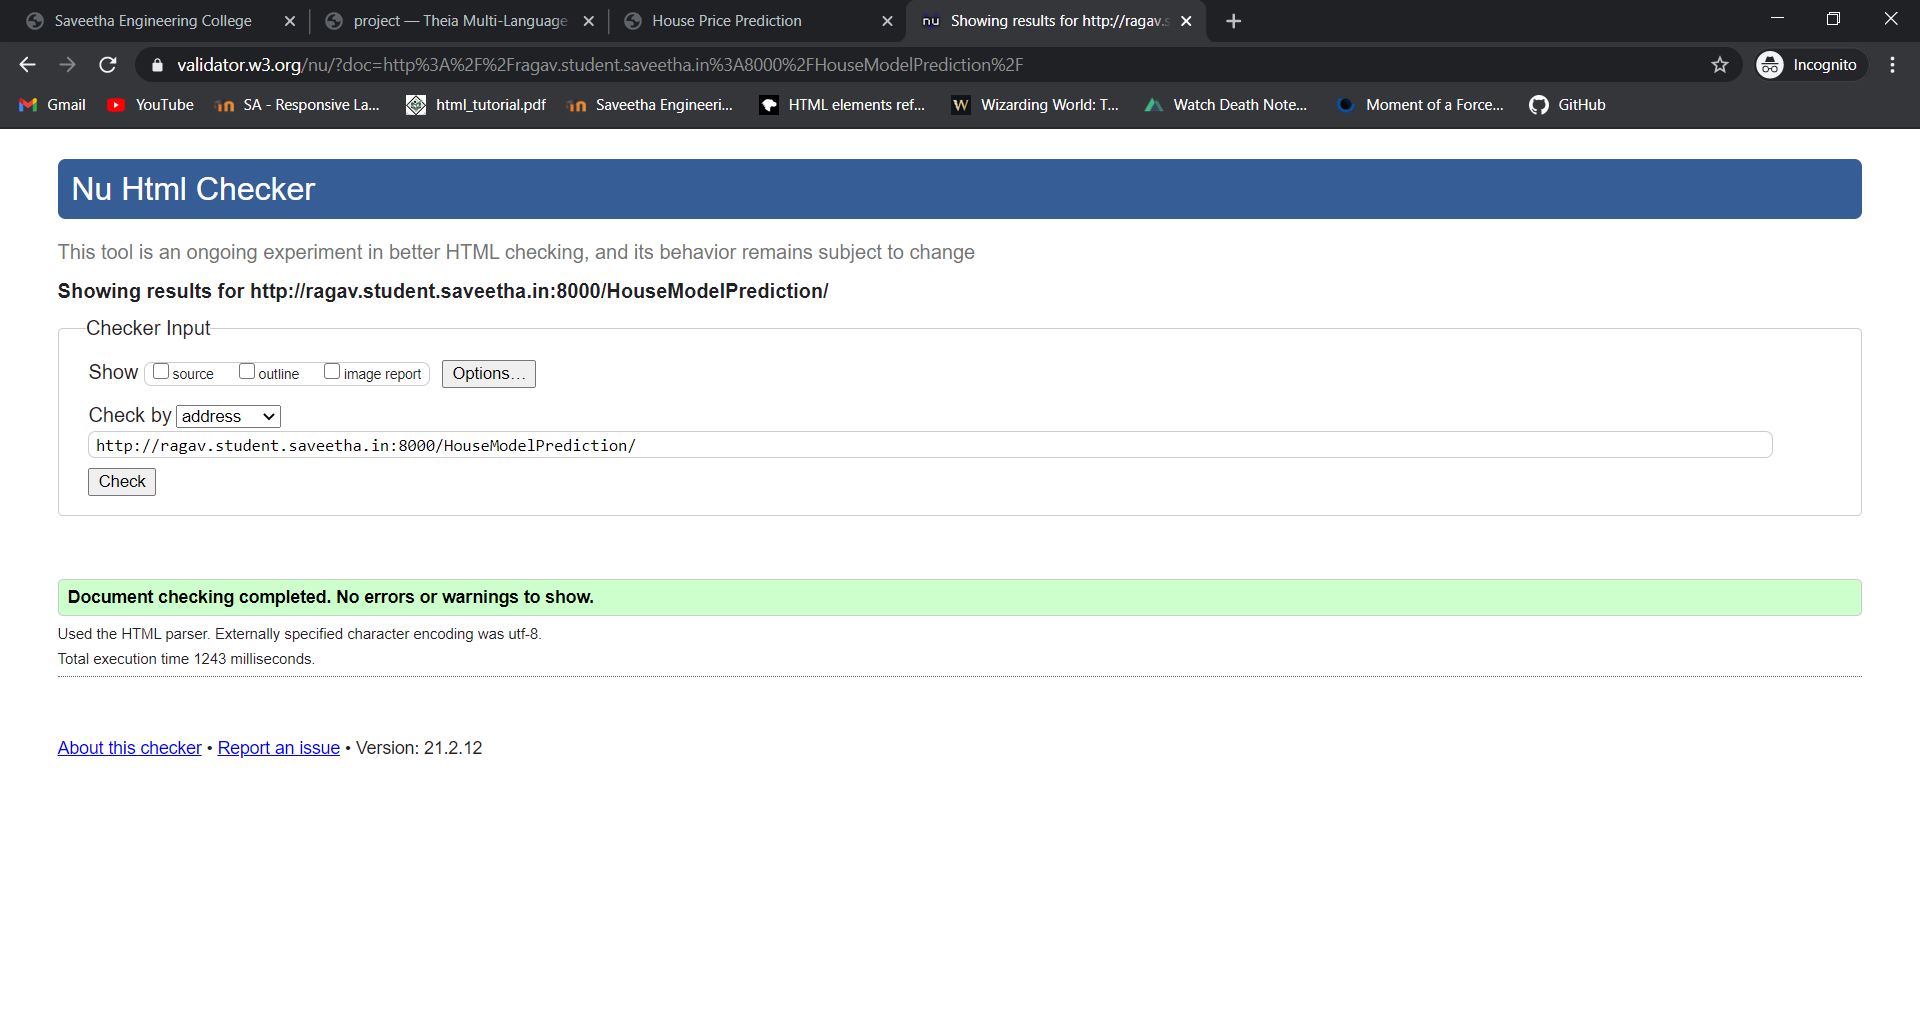 Saveetha Engineering College
project — Theia Multi-Language
House Price Prediction
nu Showing results for http://ragav.s
validator.w3.org/nu/?doc=http%3A%2F%2Fragav.student.saveetha.in%3A8000%2FHouseModelPrediction%2F
Incognito
Gmail
YouTube
SA - Responsive La...
html_tutorial.pdf
Saveetha Engineeri...
HTML elements ref...
W Wizarding World: T...
Watch Death Note...
Moment of a Force...
GitHub
Nu Html Checker
This tool is an ongoing experiment in better HTML checking, and its behavior remains subject to change
Showing results for http://ragav.student.saveetha.in:8000/HouseModelPrediction/
Checker Input
Show source outline image report Options...
Check by address
http://ragav.student.saveetha.in:8000/HouseModelPrediction/
Check
Document checking completed. No errors or warnings to show.
Used the HTML parser. Externally specified character encoding was utf-8.
Total execution time 1243 milliseconds.
About this checker • Report an issue • Version: 21.2.12